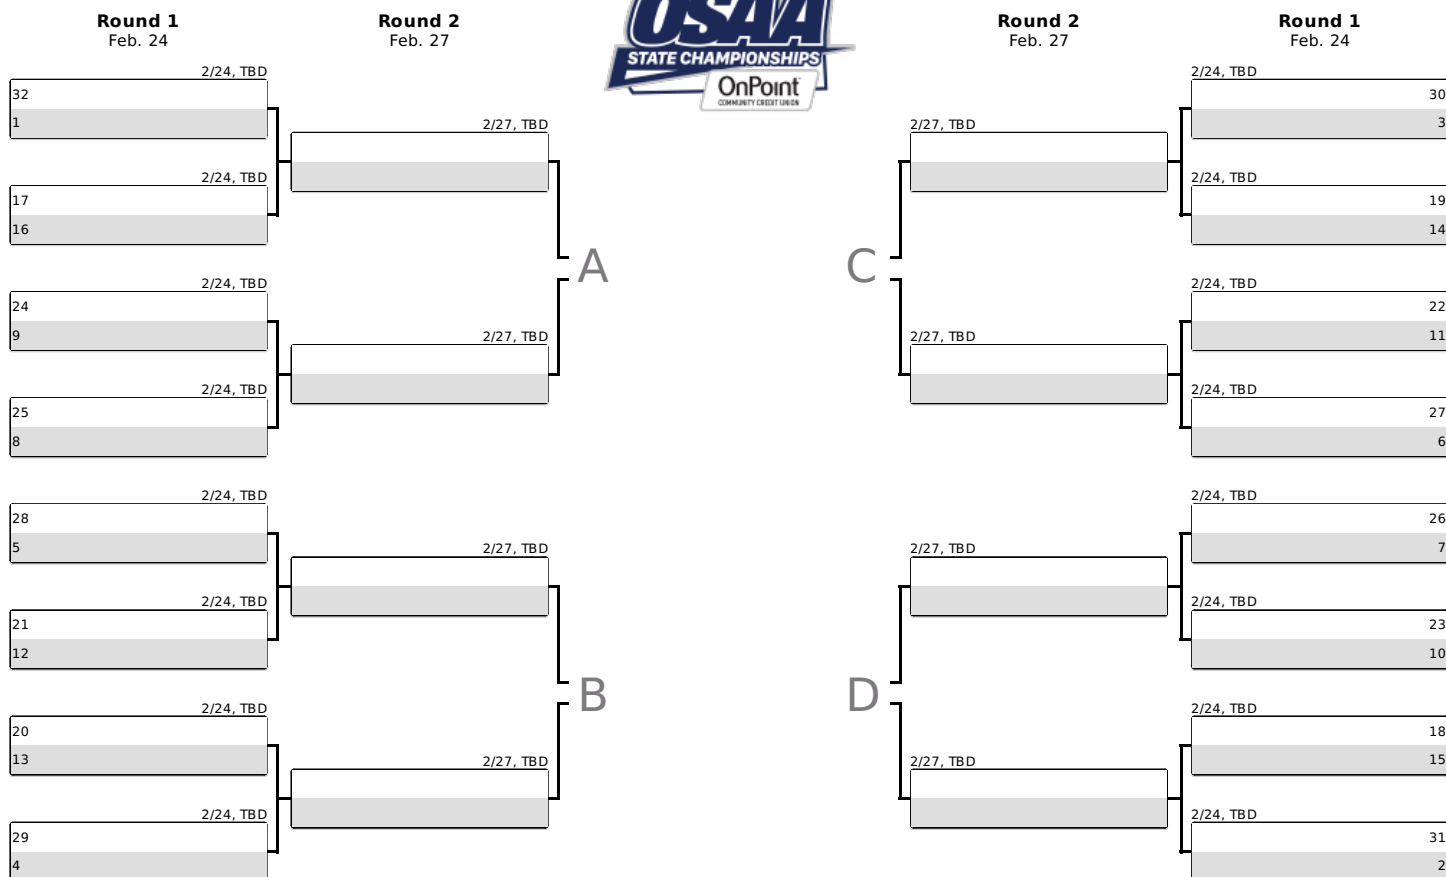 Round 1
Feb. 24
Round 2
Feb. 27
OSAA
STATE CHAMPIONSHIPS
OnPoint
COMMUNITY CREDIT UNION
Round 2
Feb. 27
Round 1
Feb. 24
2/24, TBD
32
1
2/24, TBD
17
16
2/24, TBD
24
9
2/24, TBD
25
8
2/24, TBD
28
5
2/24, TBD
21
12
2/24, TBD
20
13
2/24, TBD
29
4
2/27, TBD
2/27, TBD
2/27, TBD
2/27, TBD
A
B
C
D
2/27, TBD
2/27, TBD
2/27, TBD
2/27, TBD
2/24, TBD
30
3
2/24, TBD
19
14
2/24, TBD
22
11
2/24, TBD
27
6
2/24, TBD
26
7
2/24, TBD
23
10
2/24, TBD
18
15
2/24, TBD
31
2